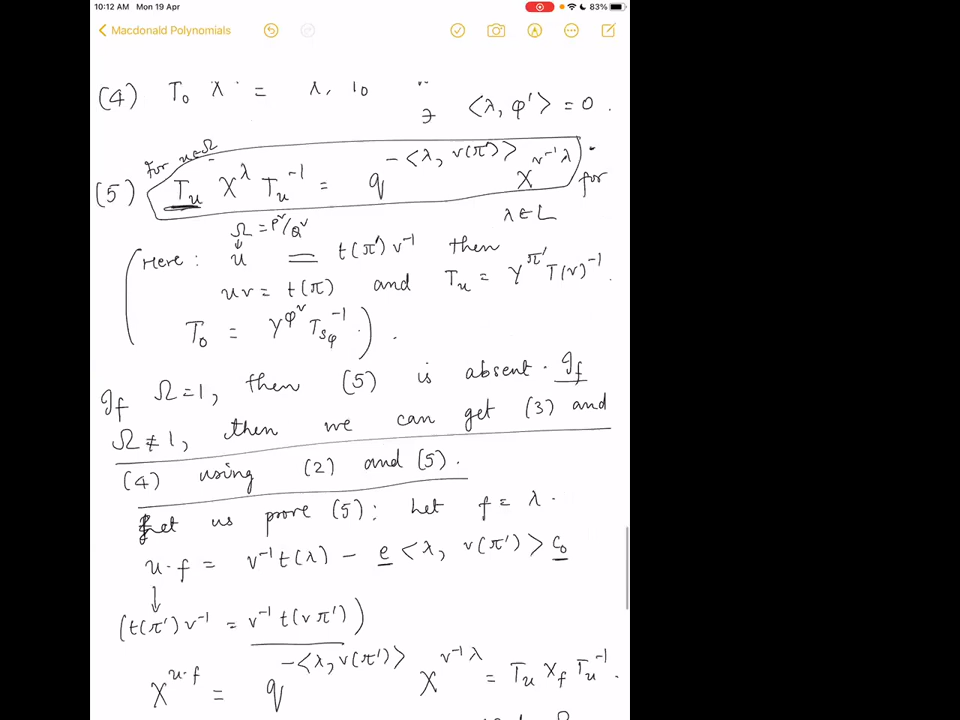 10:12 AM Mon 19 Apr 83%
Macdonald Polynomials
(4) T₀ X = λ, T₀
∃ <λ, φ'> = 0.
For u∈Ω
(5) T_u X^λ T_u^{-1} = q^{-<λ, v(π')>} X^{v^{-1}λ} for
λ ∈ L
Ω = P^∨/Q^∨
(Here: u = t(π')v^{-1} then
uv = t(π) and T_u = Y^{π'} T(v)^{-1}.
T₀ = Y^{φ^∨} T_{s_φ}^{-1}.)
If Ω=1, then (5) is absent. If
Ω≠1, then we can get (3) and
(4) using (2) and (5).
Let us prove (5): Let f = λ.
u·f = v^{-1}t(λ) - e<λ, v(π')>c₀
(t(π')v^{-1} = v^{-1}t(vπ'))
X^{u·f} = q^{-<λ, v(π')>} X^{v^{-1}λ} = T_u X_f T_u^{-1}.